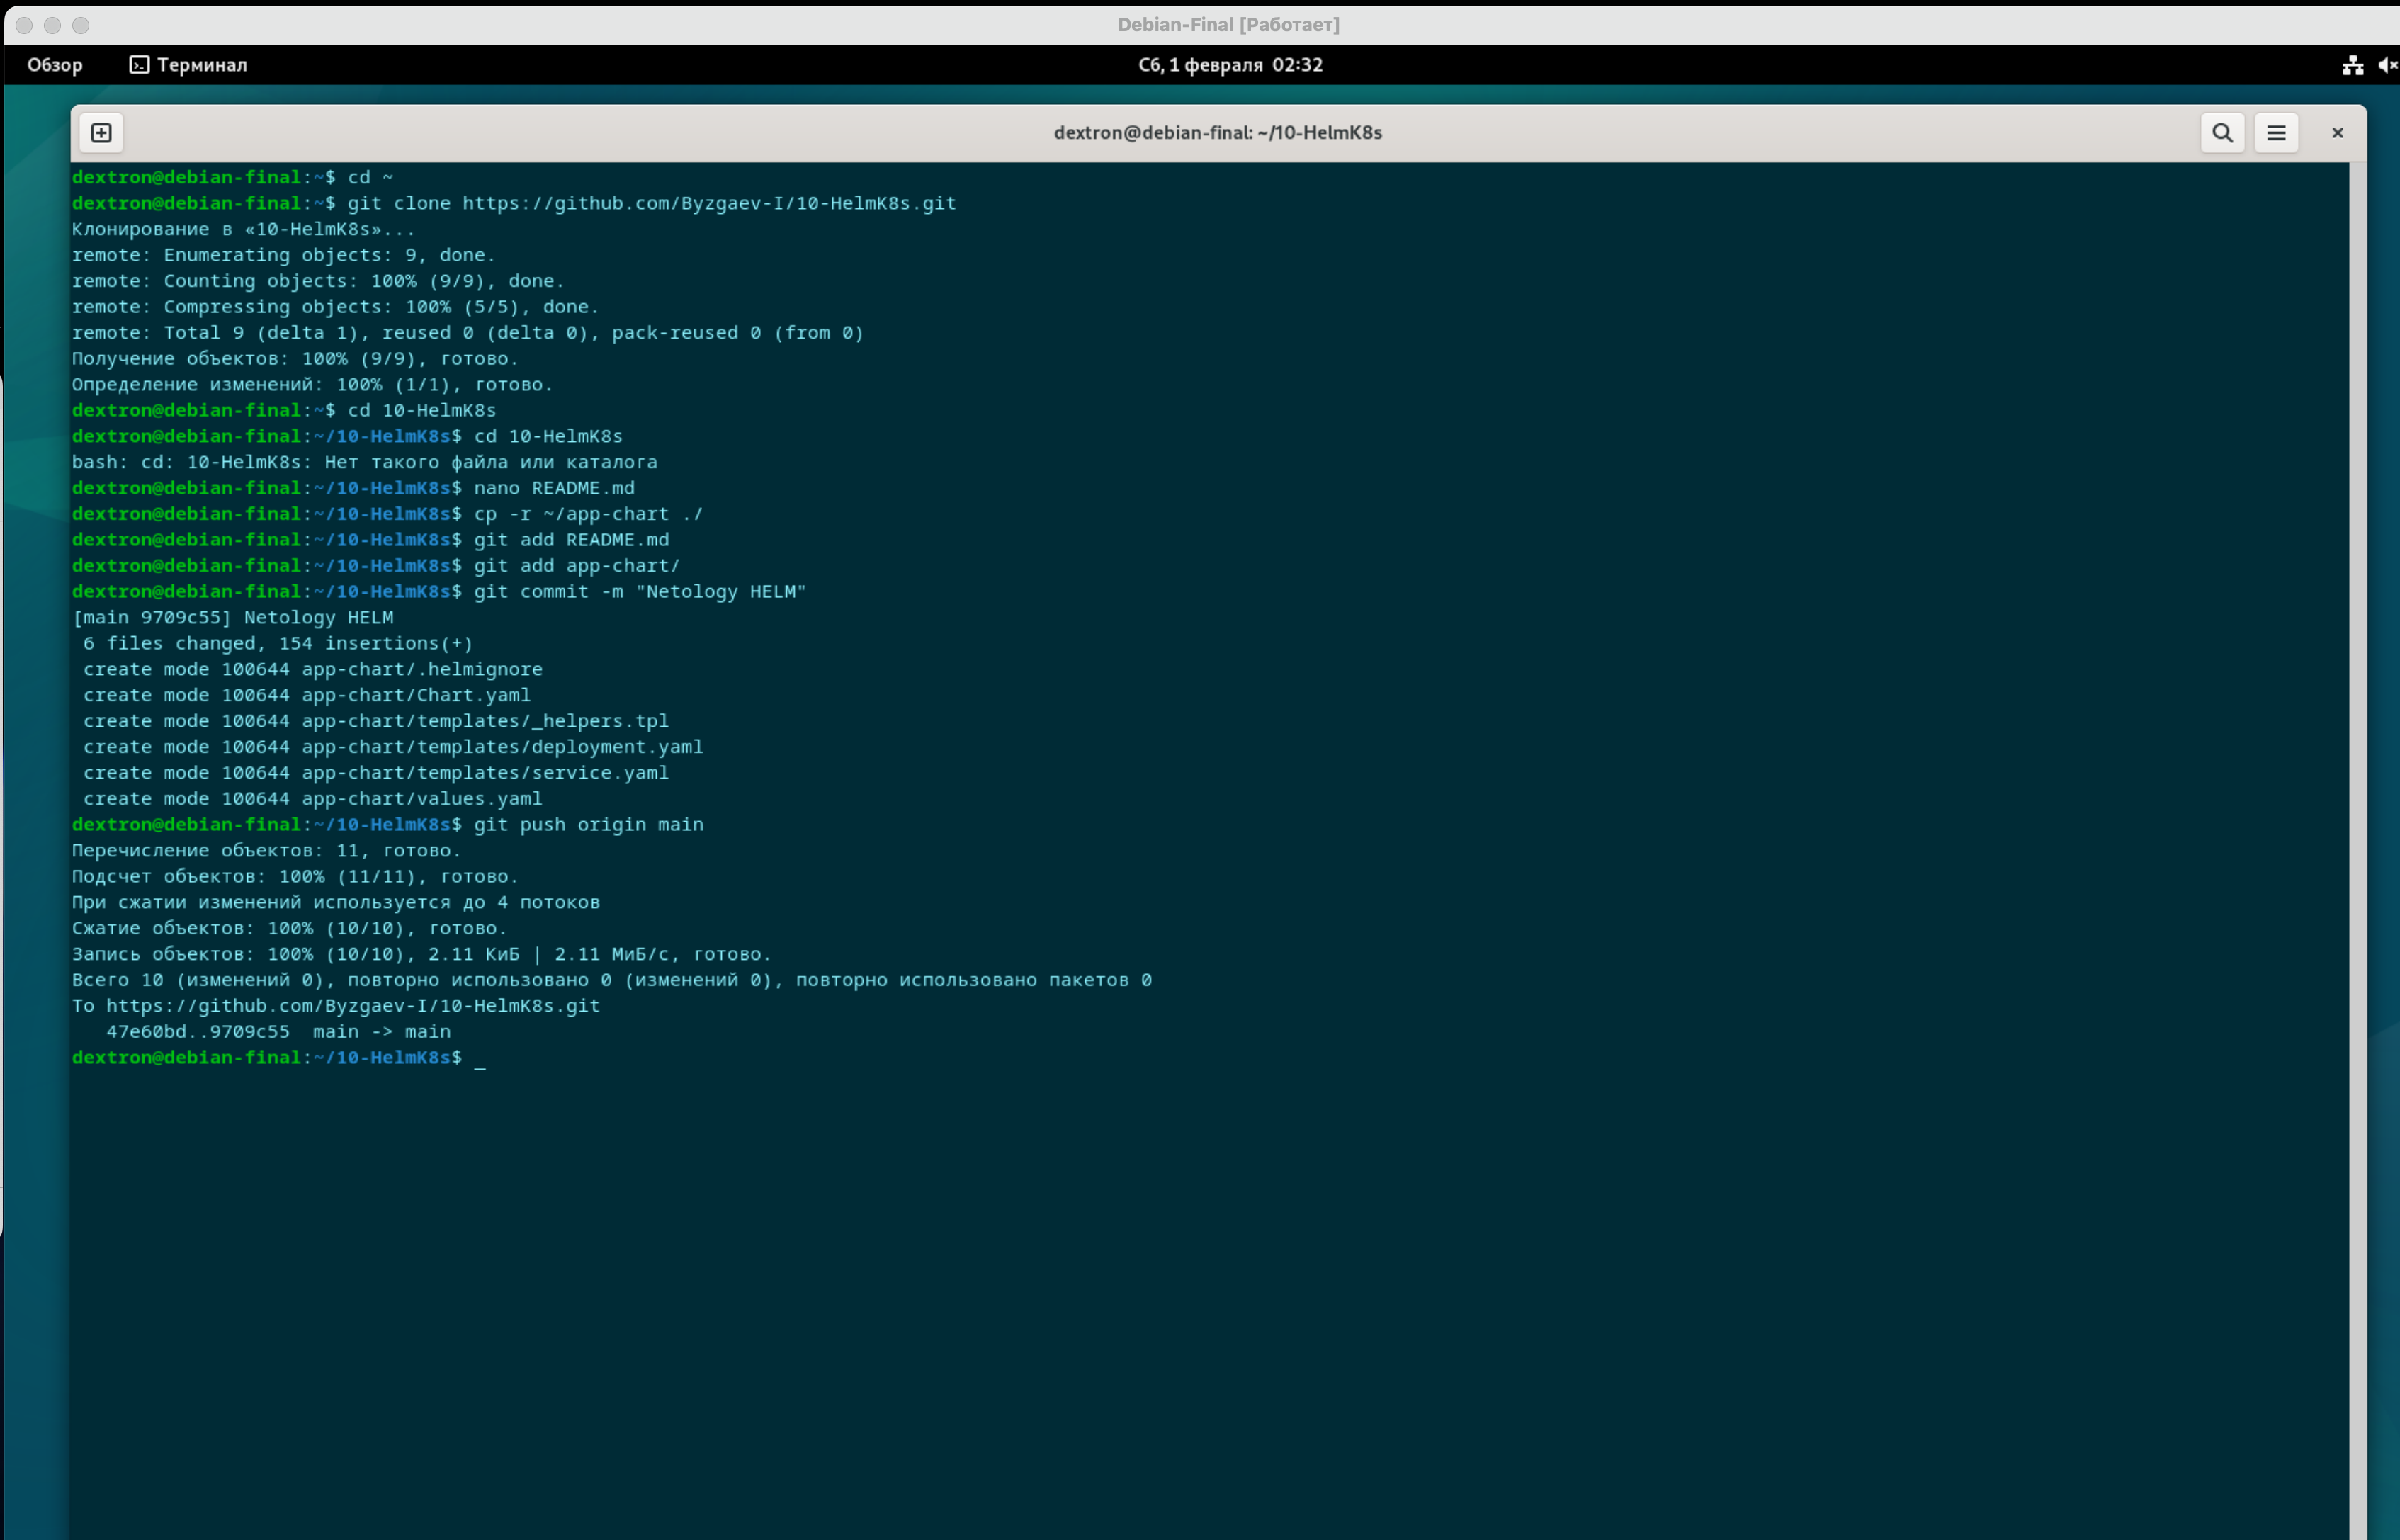 Debian-Final [Работает]
Обзор Терминал Сб, 1 февраля 02:32
dextron@debian-final: ~/10-HelmK8s
dextron@debian-final:~$ cd ~
dextron@debian-final:~$ git clone https://github.com/Byzgaev-I/10-HelmK8s.git
Клонирование в «10-HelmK8s»...
remote: Enumerating objects: 9, done.
remote: Counting objects: 100% (9/9), done.
remote: Compressing objects: 100% (5/5), done.
remote: Total 9 (delta 1), reused 0 (delta 0), pack-reused 0 (from 0)
Получение объектов: 100% (9/9), готово.
Определение изменений: 100% (1/1), готово.
dextron@debian-final:~$ cd 10-HelmK8s
dextron@debian-final:~/10-HelmK8s$ cd 10-HelmK8s
bash: cd: 10-HelmK8s: Нет такого файла или каталога
dextron@debian-final:~/10-HelmK8s$ nano README.md
dextron@debian-final:~/10-HelmK8s$ cp -r ~/app-chart ./
dextron@debian-final:~/10-HelmK8s$ git add README.md
dextron@debian-final:~/10-HelmK8s$ git add app-chart/
dextron@debian-final:~/10-HelmK8s$ git commit -m "Netology HELM"
[main 9709c55] Netology HELM
 6 files changed, 154 insertions(+)
 create mode 100644 app-chart/.helmignore
 create mode 100644 app-chart/Chart.yaml
 create mode 100644 app-chart/templates/_helpers.tpl
 create mode 100644 app-chart/templates/deployment.yaml
 create mode 100644 app-chart/templates/service.yaml
 create mode 100644 app-chart/values.yaml
dextron@debian-final:~/10-HelmK8s$ git push origin main
Перечисление объектов: 11, готово.
Подсчет объектов: 100% (11/11), готово.
При сжатии изменений используется до 4 потоков
Сжатие объектов: 100% (10/10), готово.
Запись объектов: 100% (10/10), 2.11 КиБ | 2.11 МиБ/с, готово.
Всего 10 (изменений 0), повторно использовано 0 (изменений 0), повторно использовано пакетов 0
To https://github.com/Byzgaev-I/10-HelmK8s.git
   47e60bd..9709c55  main -> main
dextron@debian-final:~/10-HelmK8s$ _